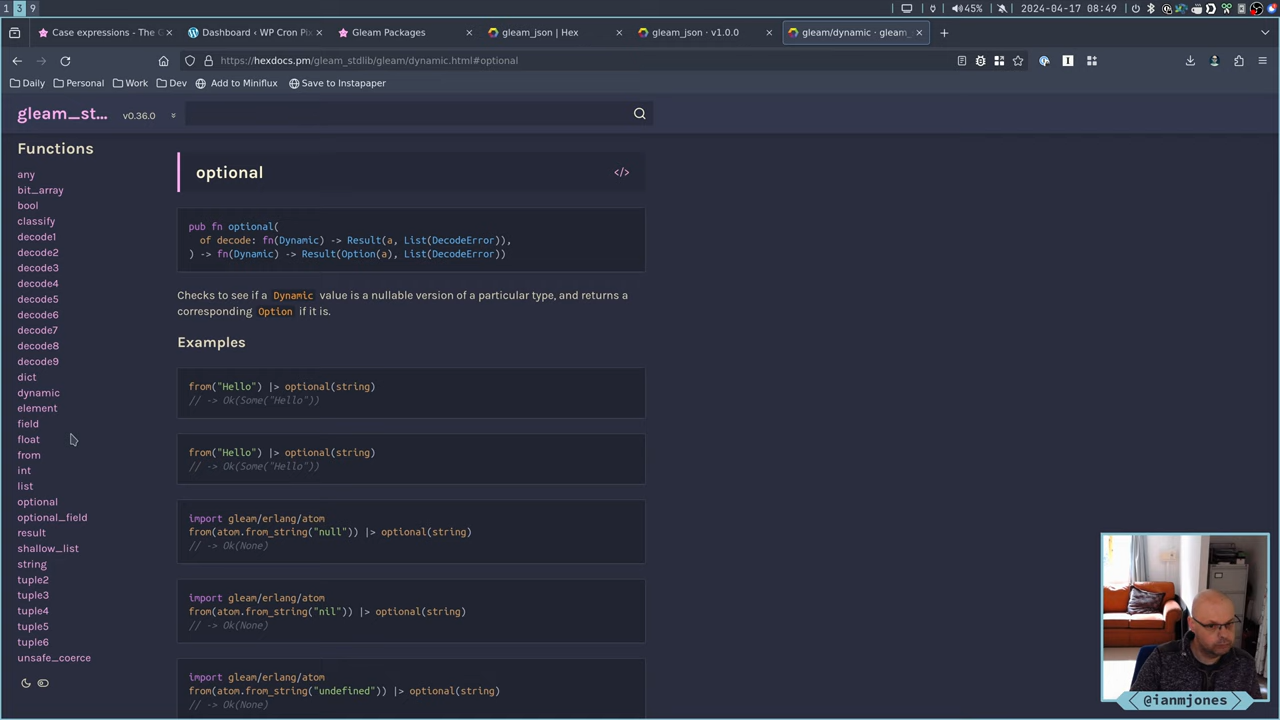 1 3 9
45%
2024-04-17 08:49
Case expressions - The G
Dashboard ‹ WP Cron Pix
Gleam Packages
gleam_json | Hex
gleam_json · v1.0.0
gleam/dynamic · gleam_
https://hexdocs.pm/gleam_stdlib/gleam/dynamic.html#optional
Daily
Personal
Work
Dev
Add to Miniflux
Save to Instapaper
gleam_st...
v0.36.0
Functions
any
bit_array
bool
classify
decode1
decode2
decode3
decode4
decode5
decode6
decode7
decode8
decode9
dict
dynamic
element
field
float
from
int
list
optional
optional_field
result
shallow_list
string
tuple2
tuple3
tuple4
tuple5
tuple6
unsafe_coerce
optional
</>
pub fn optional(
of decode: fn(Dynamic) -> Result(a, List(DecodeError)),
) -> fn(Dynamic) -> Result(Option(a), List(DecodeError))
Checks to see if a Dynamic value is a nullable version of a particular type, and returns a
corresponding Option if it is.
Examples
from("Hello") |> optional(string)
// -> Ok(Some("Hello"))
from("Hello") |> optional(string)
// -> Ok(Some("Hello"))
import gleam/erlang/atom
from(atom.from_string("null")) |> optional(string)
// -> Ok(None)
import gleam/erlang/atom
from(atom.from_string("nil")) |> optional(string)
// -> Ok(None)
import gleam/erlang/atom
from(atom.from_string("undefined")) |> optional(string)
// -> Ok(None)
@ianmjones